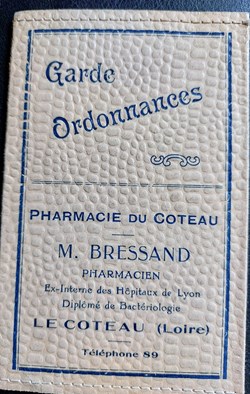 Garde
Ordonnances
PHARMACIE DU COTEAU
M. BRESSAND
PHARMACIEN
Ex-Interne des Hôpitaux de Lyon
Diplômé de Bactériologie
LE COTEAU (Loire)
Téléphone 89